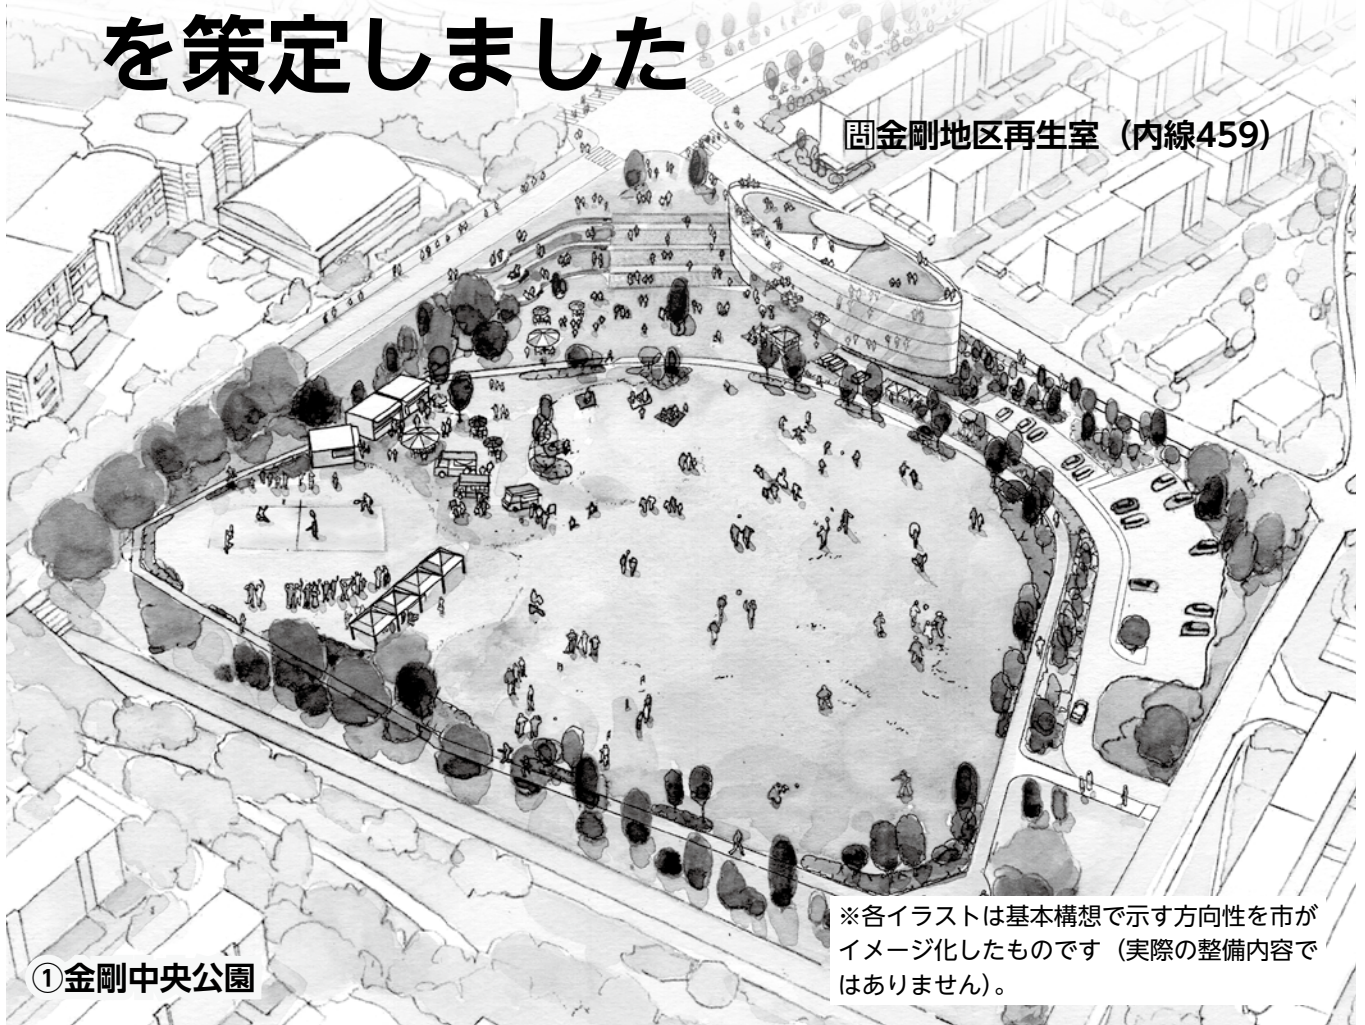 を策定しました
問金剛地区再生室（内線459）
①金剛中央公園
※各イラストは基本構想で示す方向性を市が
イメージ化したものです（実際の整備内容で
はありません）。